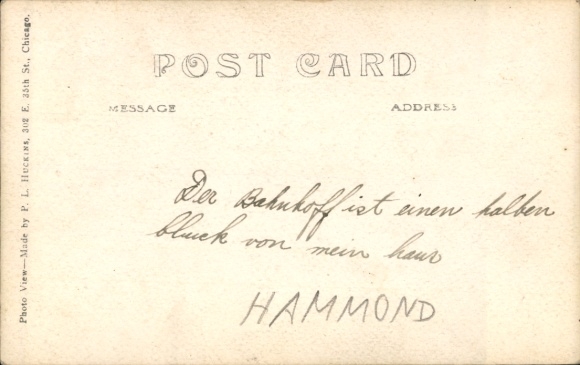 POST CARD
MESSAGE
ADDRESS
Der Bahnhoff ist einen halben
bluck von mein haus
HAMMOND
Photo View—Made by P. L. HUCKINS, 302 E. 35th St., Chicago.